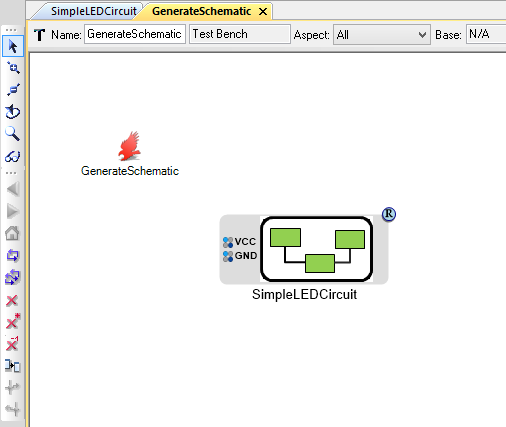 SimpleLEDCircuit GenerateSchematic
Name: GenerateSchematic Test Bench Aspect: All Base: N/A
GenerateSchematic
R
VCC
GND
SimpleLEDCircuit